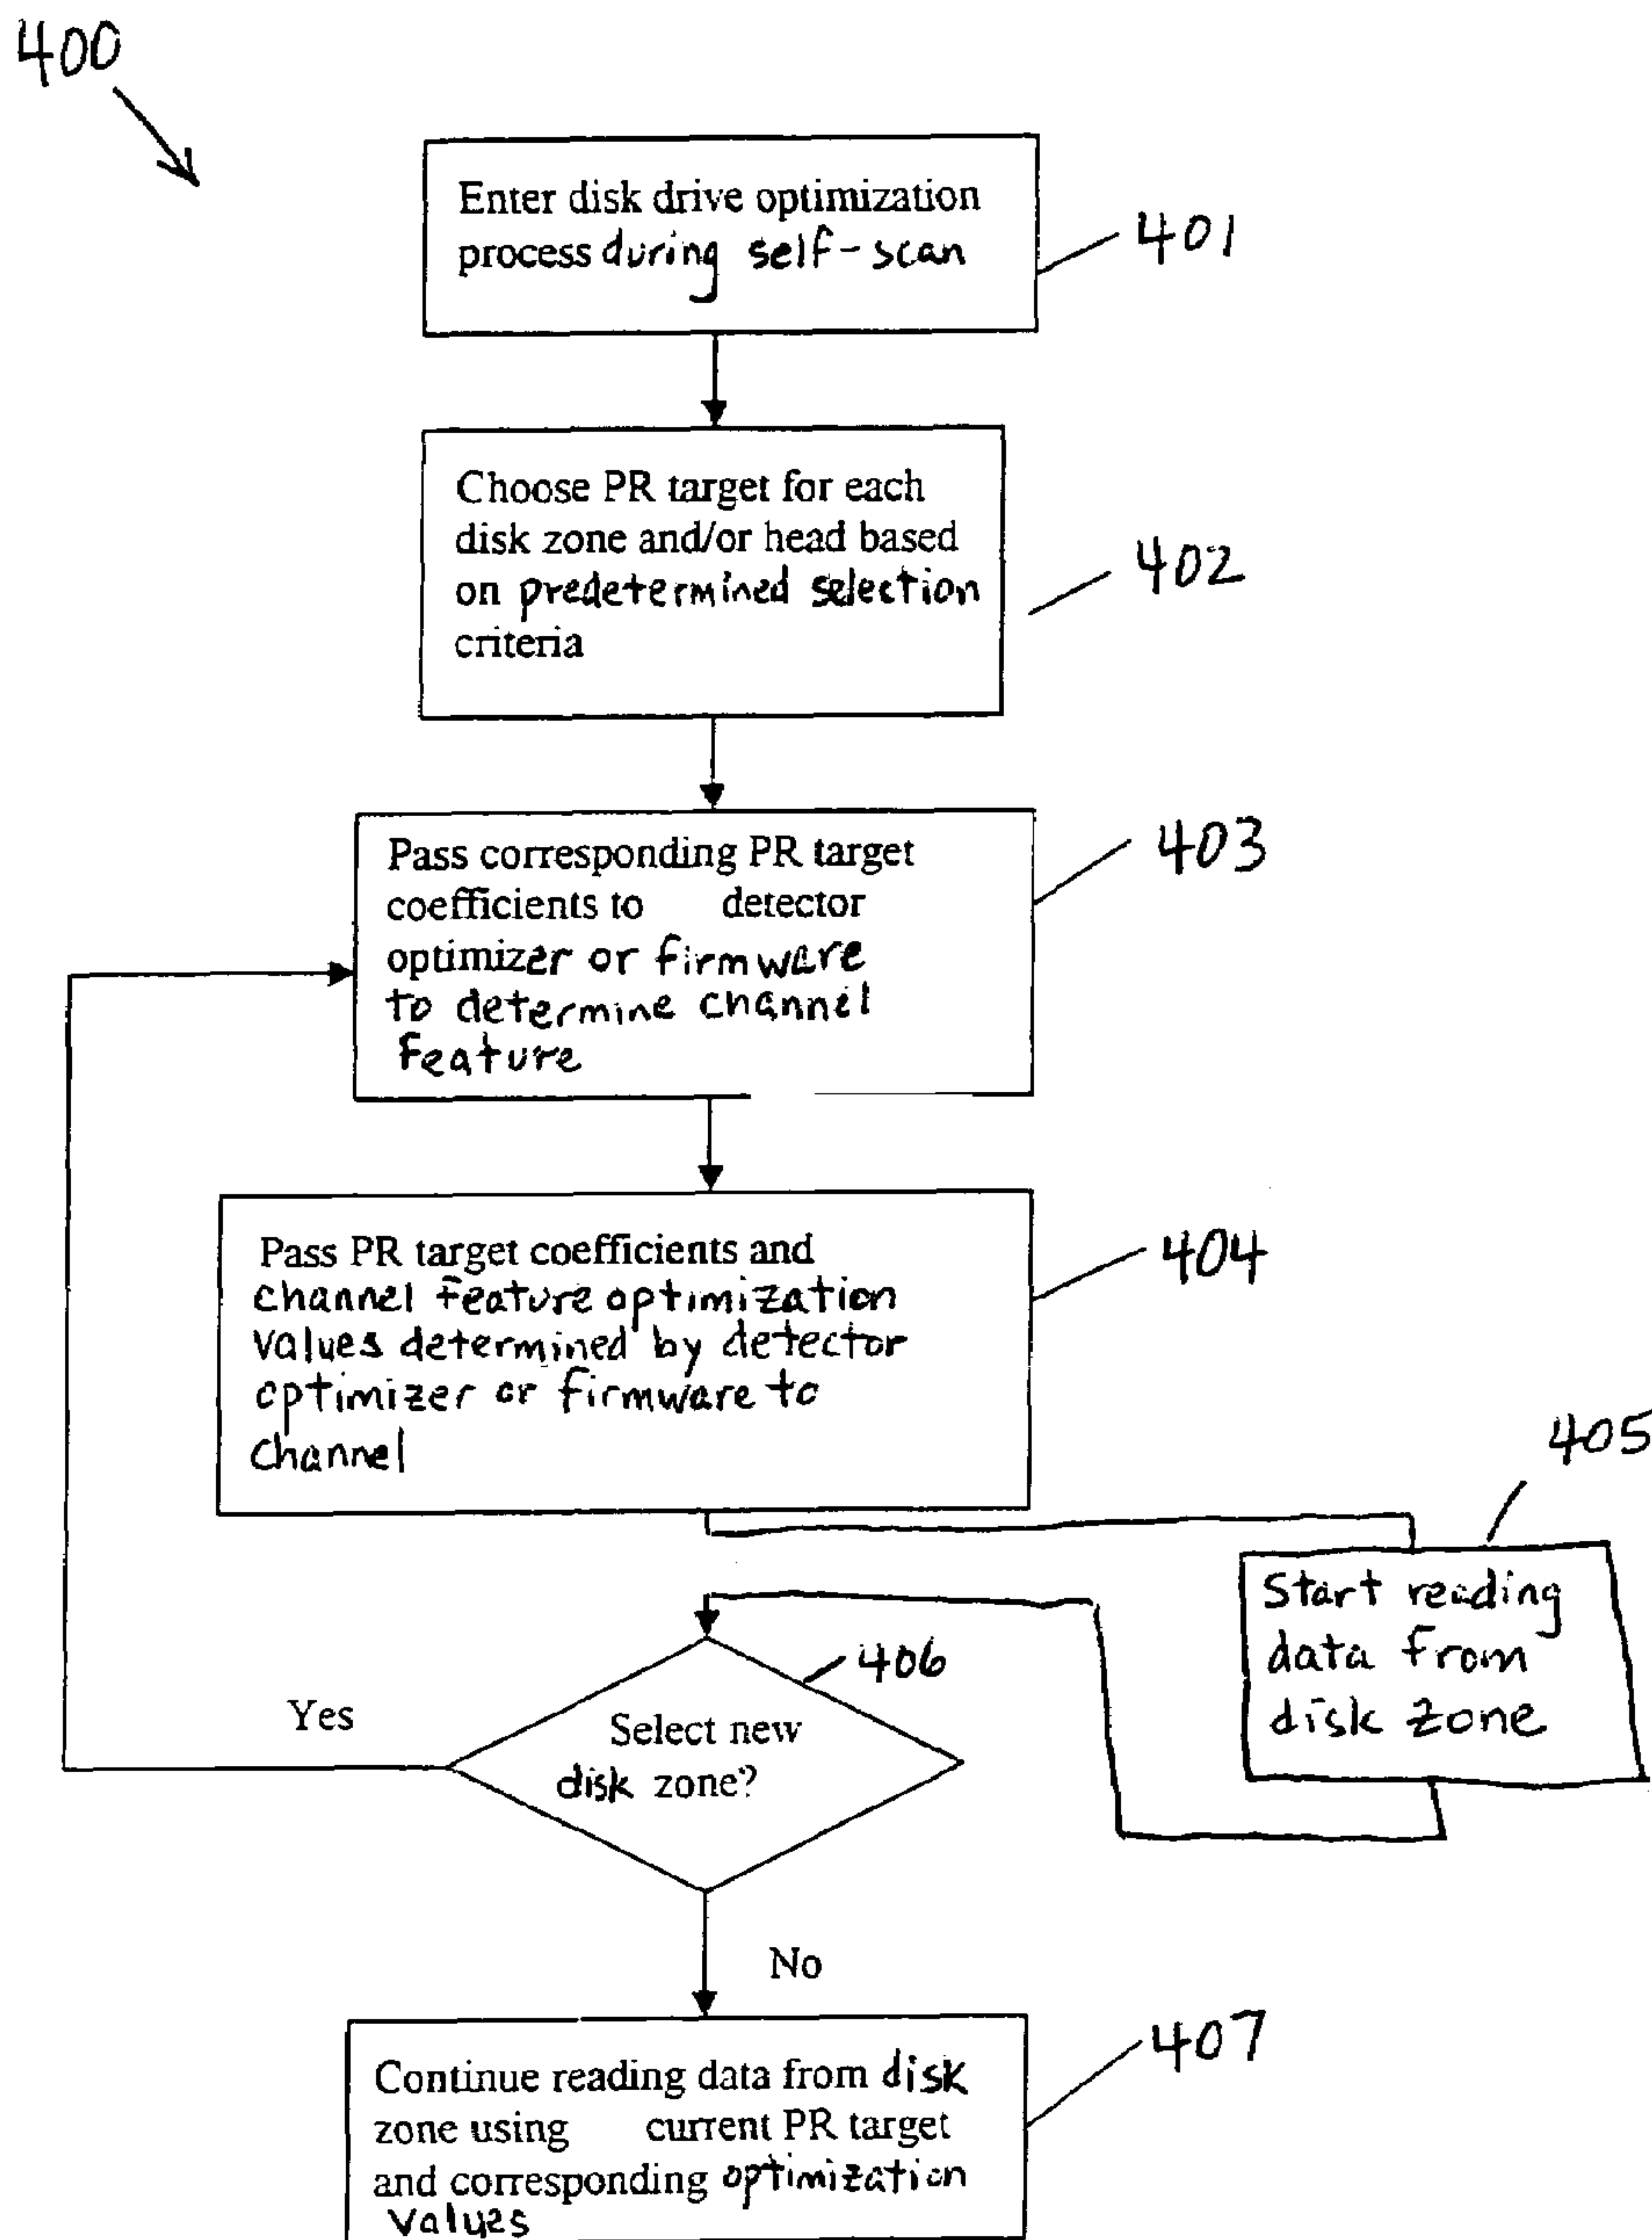 400
Enter disk drive optimization
process during self-scan
401
Choose PR target for each
disk zone and/or head based
on predetermined selection
criteria
402
Pass corresponding PR target
coefficients to detector
optimizer or firmware
to determine channel
feature
403
Pass PR target coefficients and
channel feature optimization
values determined by detector
optimizer or firmware to
channel
404
405
Start reading
data from
disk zone
406
Yes
Select new
disk zone?
No
Continue reading data from disk
zone using current PR target
and corresponding optimization
values
407